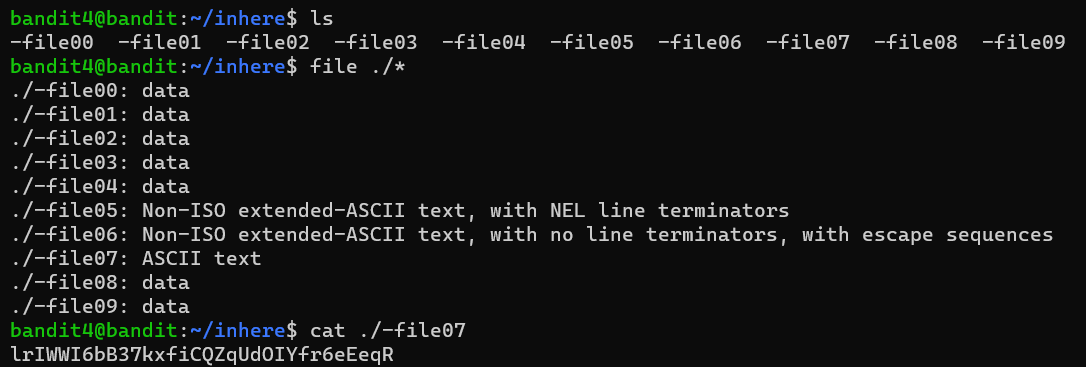 bandit4@bandit:~/inhere$ ls
-file00  -file01  -file02  -file03  -file04  -file05  -file06  -file07  -file08  -file09
bandit4@bandit:~/inhere$ file ./*
./-file00: data
./-file01: data
./-file02: data
./-file03: data
./-file04: data
./-file05: Non-ISO extended-ASCII text, with NEL line terminators
./-file06: Non-ISO extended-ASCII text, with no line terminators, with escape sequences
./-file07: ASCII text
./-file08: data
./-file09: data
bandit4@bandit:~/inhere$ cat ./-file07
lrIWWI6bB37kxfiCQZqUdOIYfr6eEeqR